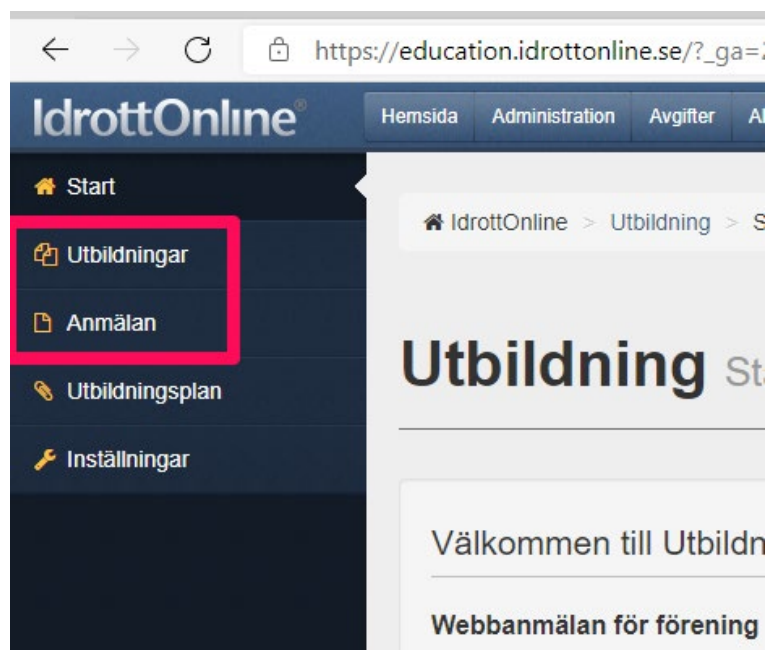 https://education.idrottonline.se/?_ga=
IdrottOnline®
Hemsida Administration Avgifter
Start
IdrottOnline > Utbildning >
Utbildningar
Anmälan
Utbildning
Utbildningsplan
Inställningar
Välkommen till
Webbanmälan för förening